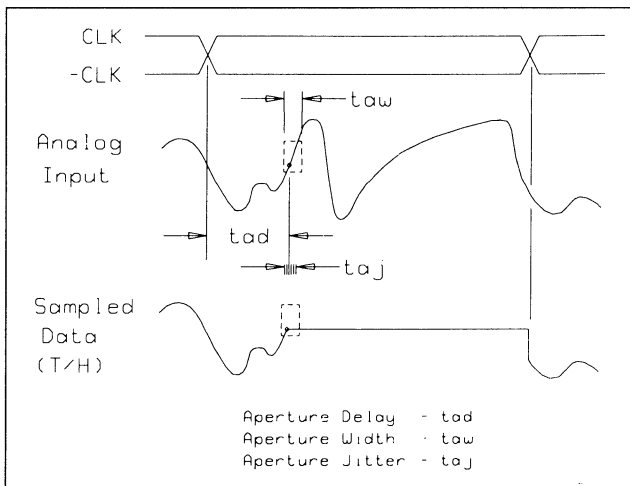 CLK
-CLK
taw
Analog
Input
tad
taj
Sampled
Data
(T/H)
Aperture Delay - tad
Aperture Width - taw
Aperture Jitter - taj